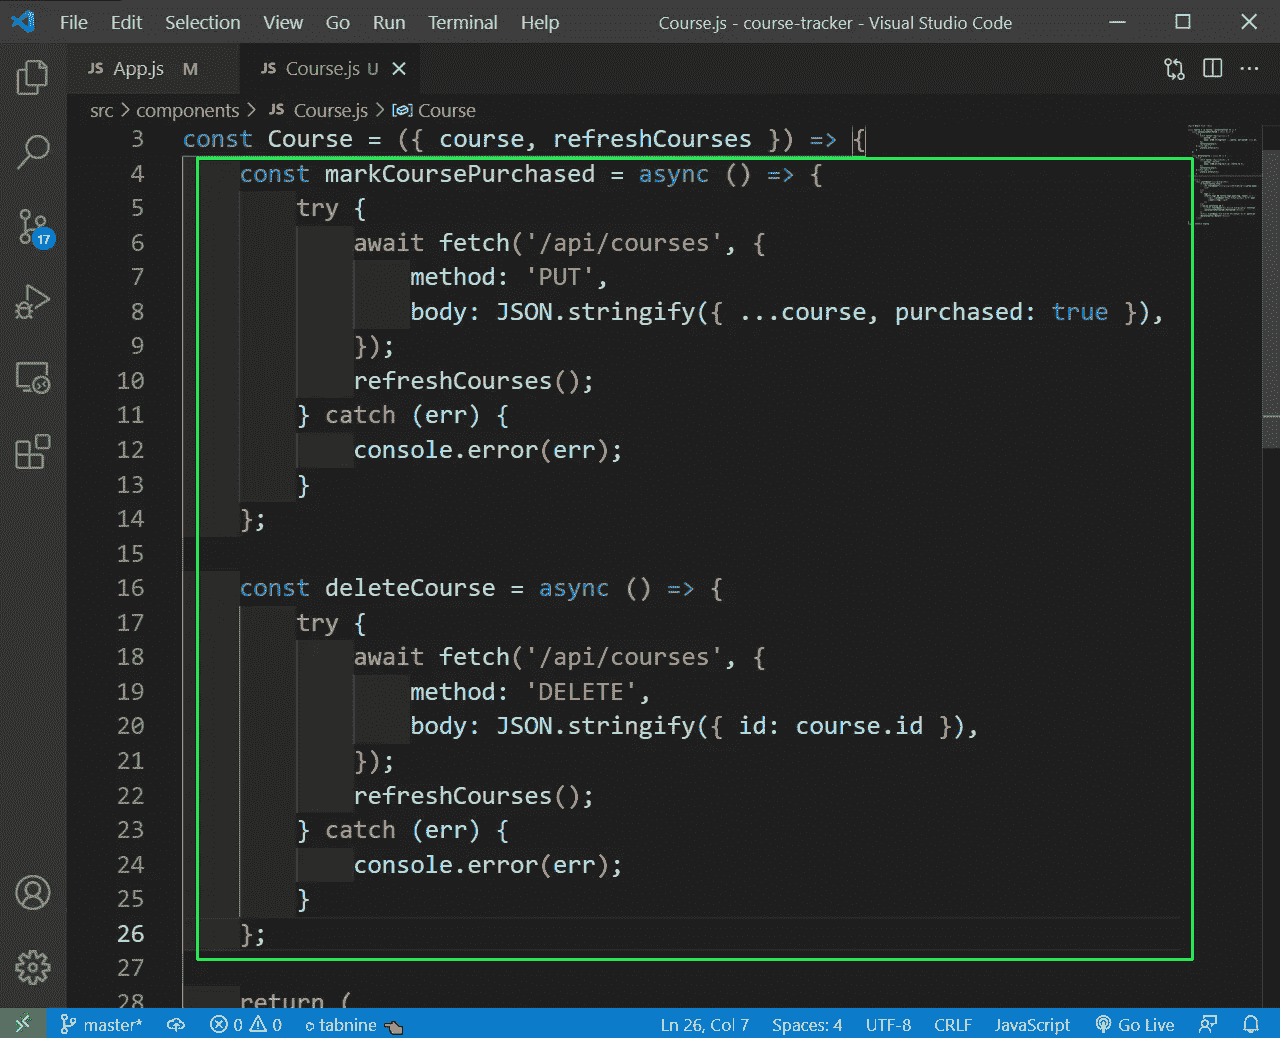 File Edit Selection View Go Run Terminal Help Course.js - course-tracker - Visual Studio Code
JS App.js M JS Course.js U
src > components > JS Course.js > Course
3 const Course = ({ course, refreshCourses }) => {
4 const markCoursePurchased = async () => {
5 try {
6 await fetch('/api/courses', {
7 method: 'PUT',
8 body: JSON.stringify({ ...course, purchased: true }),
9 });
10 refreshCourses();
11 } catch (err) {
12 console.error(err);
13 }
14 };
15
16 const deleteCourse = async () => {
17 try {
18 await fetch('/api/courses', {
19 method: 'DELETE',
20 body: JSON.stringify({ id: course.id }),
21 });
22 refreshCourses();
23 } catch (err) {
24 console.error(err);
25 }
26 };
27
28 return (
17
master* 0 0 tabnine Ln 26, Col 7 Spaces: 4 UTF-8 CRLF JavaScript Go Live